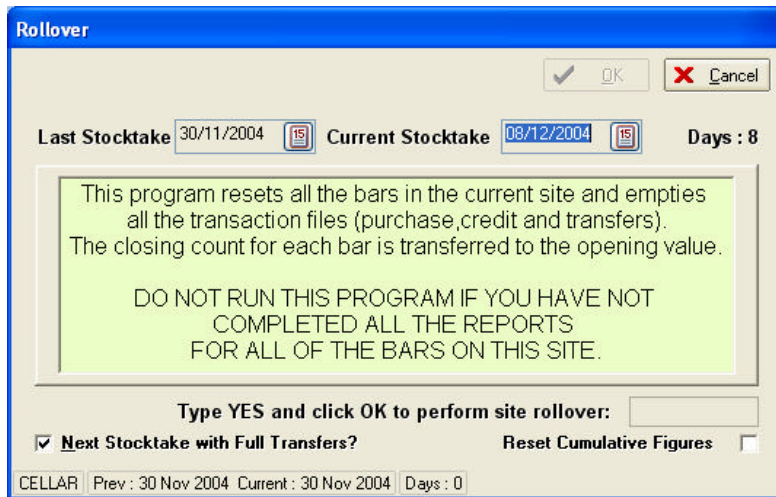 Rollover
OK
Cancel
Last Stocktake 30/11/2004 15 Current Stocktake 08/12/2004 15 Days : 8
This program resets all the bars in the current site and empties
all the transaction files (purchase,credit and transfers).
The closing count for each bar is transferred to the opening value.
DO NOT RUN THIS PROGRAM IF YOU HAVE NOT
COMPLETED ALL THE REPORTS
FOR ALL OF THE BARS ON THIS SITE.
Type YES and click OK to perform site rollover:
Next Stocktake with Full Transfers? Reset Cumulative Figures
CELLAR Prev : 30 Nov 2004 Current : 30 Nov 2004 Days : 0